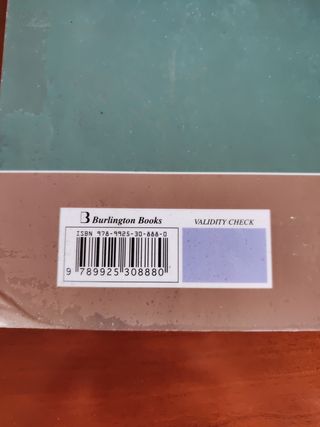 B Burlington Books
VALIDITY CHECK
ISBN 978-9925-30-888-0
9 789925 308880